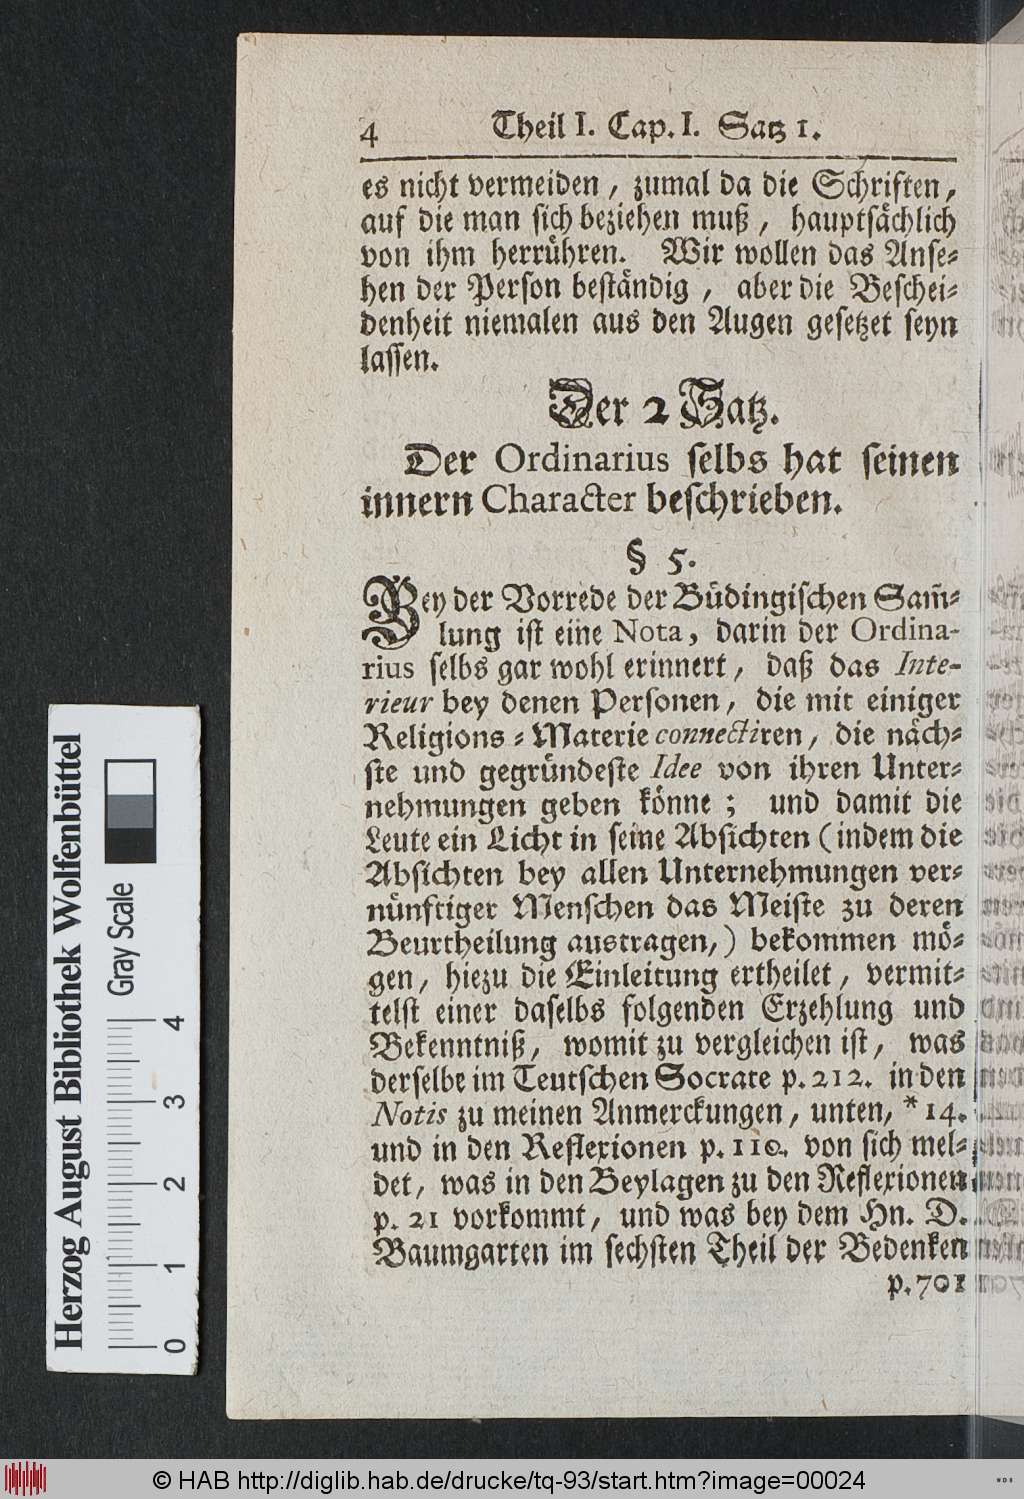 4 Theil I. Cap. I. Satz 1.
es nicht vermeiden, zumal da die Schriften,
auf die man sich beziehen muß, hauptsächlich
von ihm herrühren. Wir wollen das Anse-
hen der Person beständig, aber die Beschei-
denheit niemalen aus den Augen gesetzet seyn
lassen.
Der 2 Satz.
Der Ordinarius selbs hat seinen
innern Character beschrieben.
§ 5.
Bey der Vorrede der Büdingischen Sam̃-
lung ist eine Nota, darin der Ordina-
rius selbs gar wohl erinnert, daß das Inte-
rieur bey denen Personen, die mit einiger
Religions-Materie connectiren, die näch-
ste und gegründeste Idee von ihren Unter-
nehmungen geben könne; und damit die
Leute ein Licht in seine Absichten (indem die
Absichten bey allen Unternehmungen ver-
nünftiger Menschen das Meiste zu deren
Beurtheilung austragen,) bekommen mö-
gen, hiezu die Einleitung ertheilet, vermit-
telst einer daselbs folgenden Erzehlung und
Bekenntniß, womit zu vergleichen ist, was
derselbe im Teutschen Socrate p. 212. in den
Notis zu meinen Anmerckungen, unten, * 14.
und in den Reflexionen p. 110. von sich mel-
det, was in den Beylagen zu den Reflexionen
p. 21 vorkommt, und was bey dem Hn. D.
Baumgarten im sechsten Theil der Bedenken
p. 701
Herzog August Bibliothek Wolfenbüttel
Gray Scale
0 1 2 3 4
© HAB http://diglib.hab.de/drucke/tq-93/start.htm?image=00024